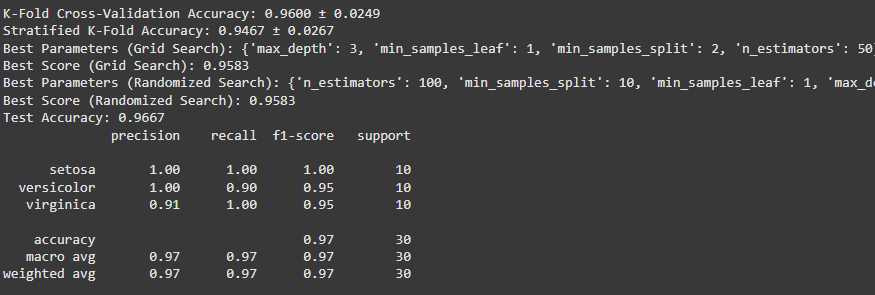 K-Fold Cross-Validation Accuracy: 0.9600 ± 0.0249
Stratified K-Fold Accuracy: 0.9467 ± 0.0267
Best Parameters (Grid Search): {'max_depth': 3, 'min_samples_leaf': 1, 'min_samples_split': 2, 'n_estimators': 50}
Best Score (Grid Search): 0.9583
Best Parameters (Randomized Search): {'n_estimators': 100, 'min_samples_split': 10, 'min_samples_leaf': 1, 'max_de
Best Score (Randomized Search): 0.9583
Test Accuracy: 0.9667
precision recall f1-score support
setosa 1.00 1.00 1.00 10
versicolor 1.00 0.90 0.95 10
virginica 0.91 1.00 0.95 10
accuracy 0.97 30
macro avg 0.97 0.97 0.97 30
weighted avg 0.97 0.97 0.97 30